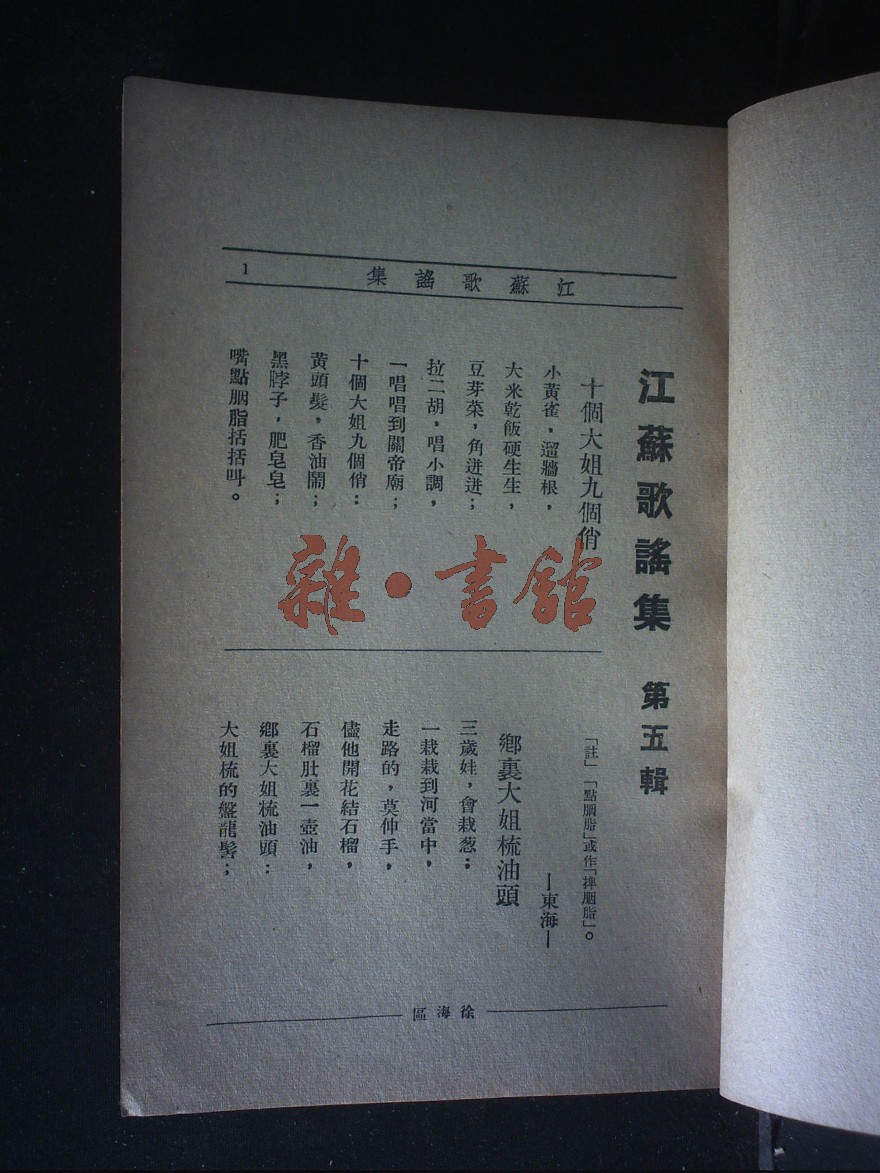 江蘇歌謠集
1
江蘇歌謠集 第五輯
十個大姐九個俏
小黃雀，遛牆根，
大米乾飯硬生生，
豆芽菜，角迸迸；
拉二胡，唱小調，
一唱唱到關帝廟；
十個大姐九個俏：
黃頭髮，香油鬧；
黑脖子，肥皂皂；
嘴點胭脂括括叫。
「註」「點胭脂」或作「搽胭脂」。
—東海—
鄉裏大姐梳油頭
三歲娃，會栽葱；
一栽栽到河當中，
走路的，莫伸手，
儘他開花結石榴，
石榴肚裏一壺油，
鄉裏大姐梳油頭：
大姐梳的盤龍髻；
徐海區
雜·書館